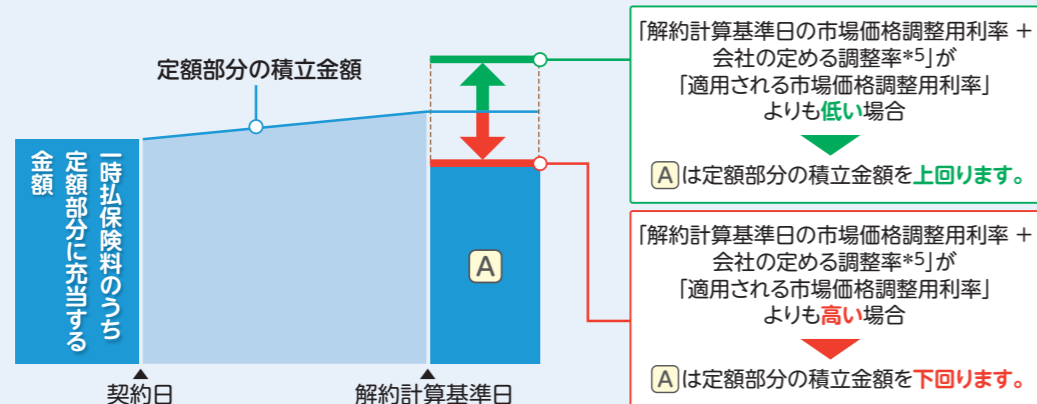 定額部分の積立金額
一時払保険料のうち
定額部分に充当する
金額
A
契約日
解約計算基準日
「解約計算基準日の市場価格調整用利率＋
会社の定める調整率*5」が
「適用される市場価格調整用利率」
よりも低い場合
Aは定額部分の積立金額を上回ります。
「解約計算基準日の市場価格調整用利率＋
会社の定める調整率*5」が
「適用される市場価格調整用利率」
よりも高い場合
Aは定額部分の積立金額を下回ります。